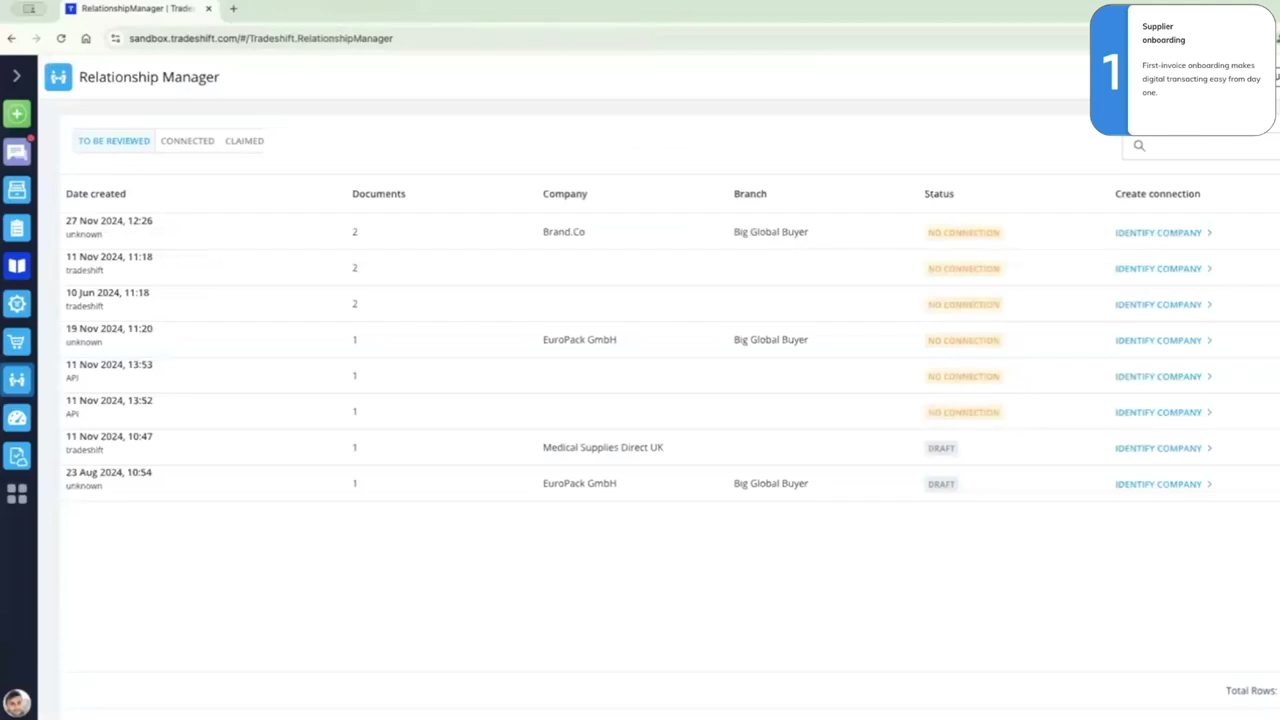 RelationshipManager | Trades
sandbox.tradeshift.com/#/Tradeshift.RelationshipManager
Relationship Manager
1
Supplier
onboarding
First-invoice onboarding makes
digital transacting easy from day
one.
TO BE REVIEWED CONNECTED CLAIMED
Date created Documents Company Branch Status Create connection
27 Nov 2024, 12:26
unknown
2 Brand.Co Big Global Buyer NO CONNECTION IDENTIFY COMPANY >
11 Nov 2024, 11:18
tradeshift
2 NO CONNECTION IDENTIFY COMPANY >
10 Jun 2024, 11:18
tradeshift
2 NO CONNECTION IDENTIFY COMPANY >
19 Nov 2024, 11:20
unknown
1 EuroPack GmbH Big Global Buyer NO CONNECTION IDENTIFY COMPANY >
11 Nov 2024, 13:53
API
1 NO CONNECTION IDENTIFY COMPANY >
11 Nov 2024, 13:52
API
1 NO CONNECTION IDENTIFY COMPANY >
11 Nov 2024, 10:47
tradeshift
1 Medical Supplies Direct UK DRAFT IDENTIFY COMPANY >
23 Aug 2024, 10:54
unknown
1 EuroPack GmbH Big Global Buyer DRAFT IDENTIFY COMPANY >
Total Rows: